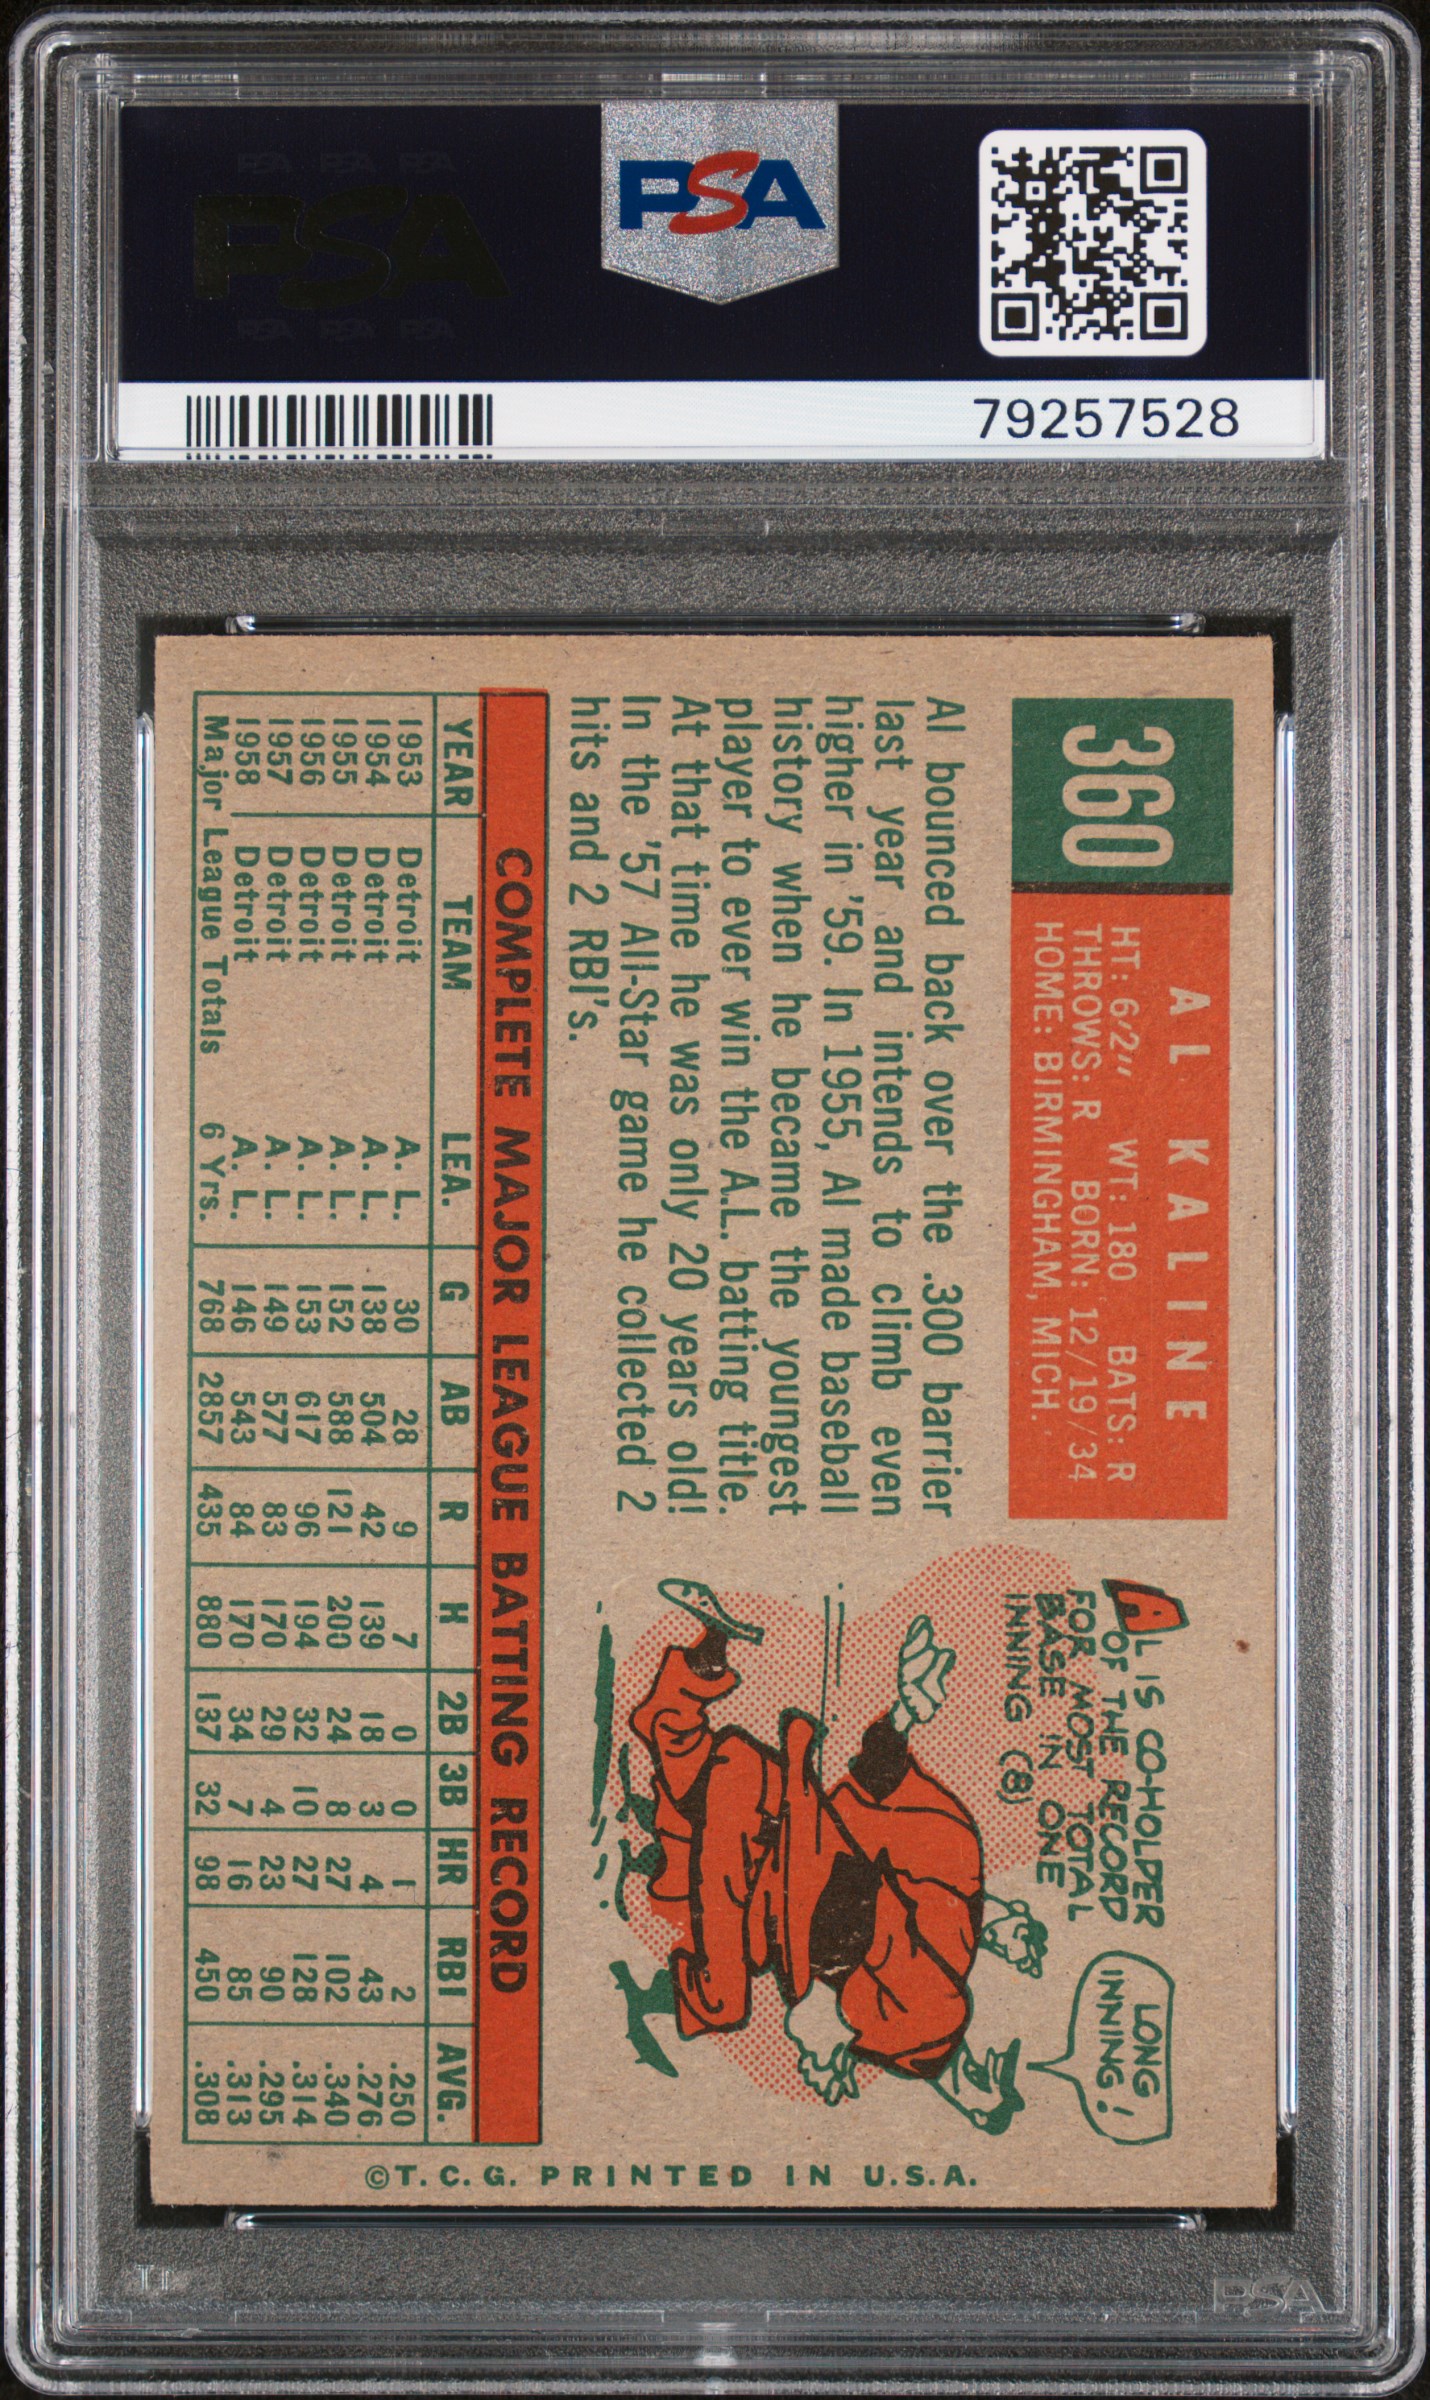 PSA
PSA PSA PSA
PSA
PSA PSA PSA
79257528
360
AL KALINE
HT: 6'2" WT: 180 BATS: R
THROWS: R BORN: 12/19/34
HOME: BIRMINGHAM, MICH.
Al bounced back over the .300 barrier
last year and intends to climb even
higher in '59. In 1955, Al made baseball
history when he became the youngest
player to ever win the A.L. batting title.
At that time he was only 20 years old!
In the '57 All-Star game he collected 2
hits and 2 RBI's.
AL IS CO-HOLDER
OF THE RECORD
FOR MOST TOTAL
BASE IN ONE
INNING (8)
LONG
INNING!
COMPLETE MAJOR LEAGUE BATTING RECORD
YEAR TEAM LEA. G AB R H 2B 3B HR RBI AVG.
1953 Detroit A. L. 30 28 9 7 0 0 1 2 .250
1954 Detroit A. L. 138 504 42 139 18 3 4 43 .276
1955 Detroit A. L. 152 588 121 200 24 8 27 102 .340
1956 Detroit A. L. 153 617 96 194 32 10 27 128 .314
1957 Detroit A. L. 149 577 83 170 29 4 23 90 .295
1958 Detroit A. L. 146 543 84 170 34 7 16 85 .313
Major League Totals 6 Yrs. 768 2857 435 880 137 32 98 450 .308
©T.C.G. PRINTED IN U.S.A.
PSA